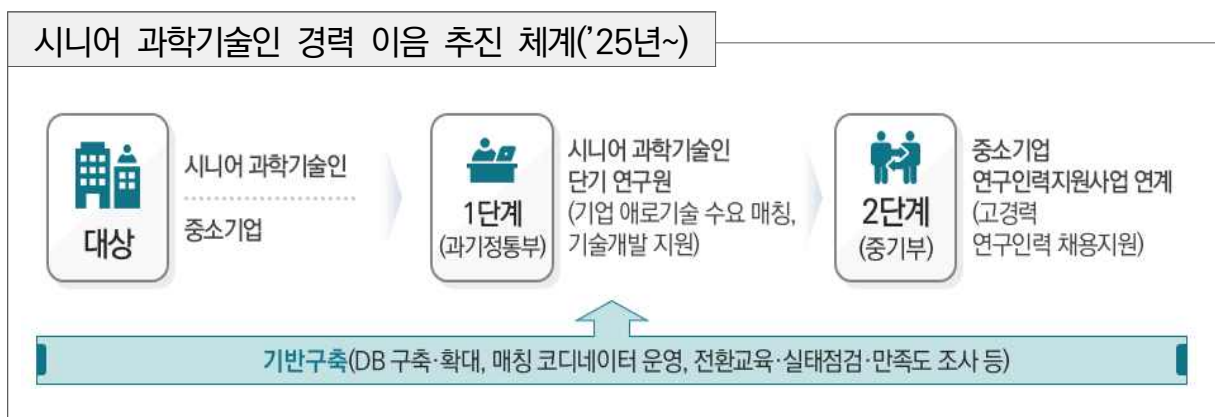 시니어 과학기술인 경력 이음 추진 체계('25년~)
대상
시니어 과학기술인
중소기업
1단계
(과기정통부)
시니어 과학기술인
단기 연구원
(기업 애로기술 수요 매칭,
기술개발 지원)
2단계
(중기부)
중소기업
연구인력지원사업 연계
(고경력
연구인력 채용지원)
기반구축(DB 구축·확대, 매칭 코디네이터 운영, 전환교육·실태점검·만족도 조사 등)